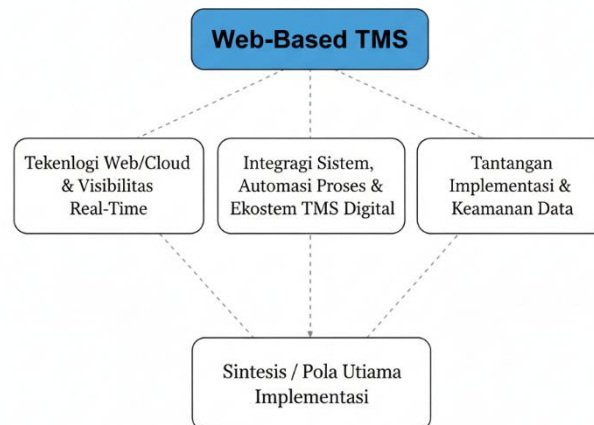 Web-Based TMS
Tekenlogi Web/Cloud
& Visibilitas
Real-Time
Integragi Sistem,
Automasi Proses &
Ekostem TMS Digital
Tantangan
Implementasi &
Keamanan Data
Sintesis / Pola Utiama
Implementasi